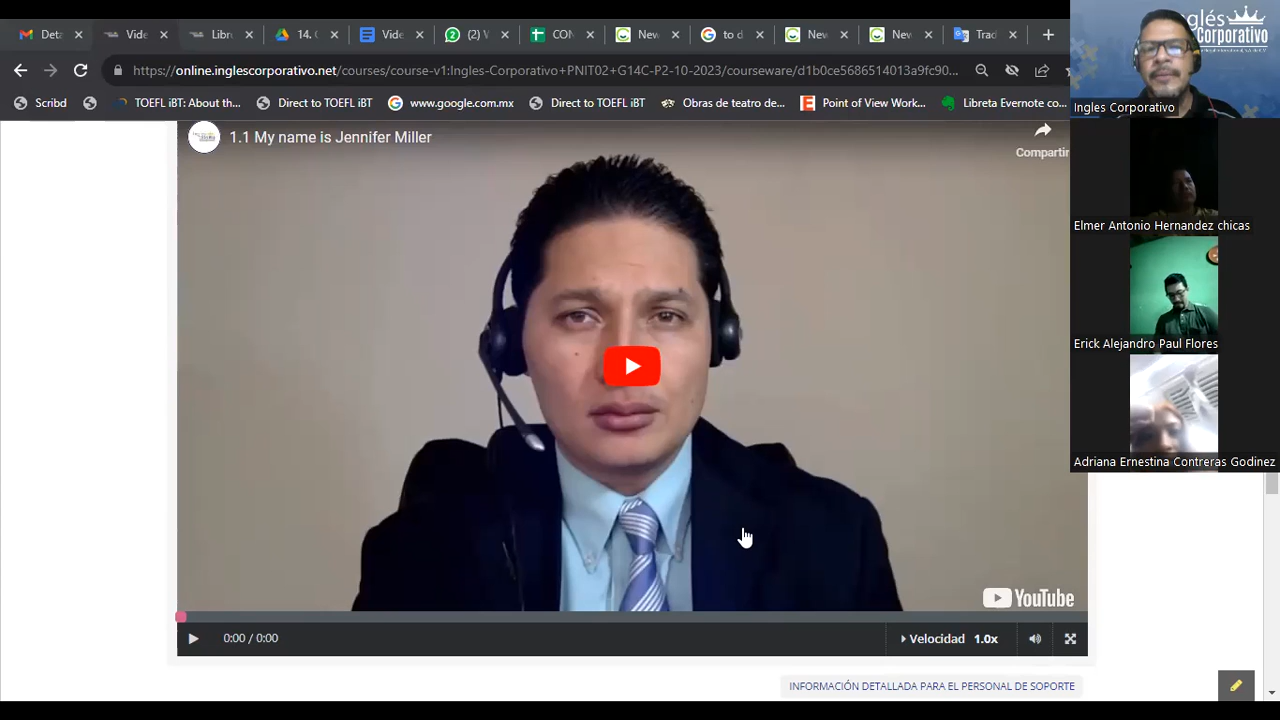 Deta
Vide
Libr
14. (
Vide
(2) V
CON
New
to d
New
New
Trad
https://online.inglescorporativo.net/courses/course-v1:Ingles-Corporativo+PNIT02+G14C-P2-10-2023/courseware/d1b0ce5686514013a9fc90...
Scribd
TOEFL iBT: About th...
Direct to TOEFL iBT
www.google.com.mx
Direct to TOEFL iBT
Obras de teatro de...
Point of View Work...
Libreta Evernote co...
1.1 My name is Jennifer Miller
Compartir
YouTube
0:00 / 0:00
Velocidad 1.0x
INFORMACIÓN DETALLADA PARA EL PERSONAL DE SOPORTE
Inglés
Corporativo
Ingles Corporativo
Elmer Antonio Hernandez chicas
Erick Alejandro Paul Flores
Adriana Ernestina Contreras Godinez